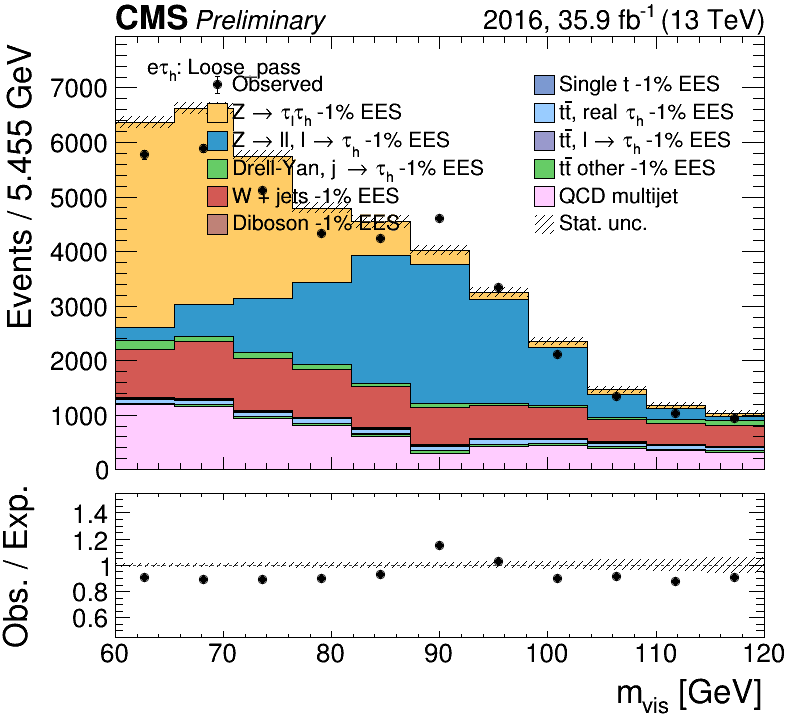 CMS Preliminary 2016, 35.9 fb⁻¹ (13 TeV)
Events / 5.455 GeV
eτₕ: Loose_pass
Observed
Z → τₗτₕ -1% EES
Z → ll, l → τₕ -1% EES
Drell-Yan, j → τₕ -1% EES
W + jets -1% EES
Diboson -1% EES
Single t -1% EES
tt̄, real τₕ -1% EES
tt̄, l → τₕ -1% EES
tt̄ other -1% EES
QCD multijet
Stat. unc.
7000
6000
5000
4000
3000
2000
1000
0
Obs. / Exp.
1.4
1.2
1
0.8
0.6
60 70 80 90 100 110 120
m_vis [GeV]